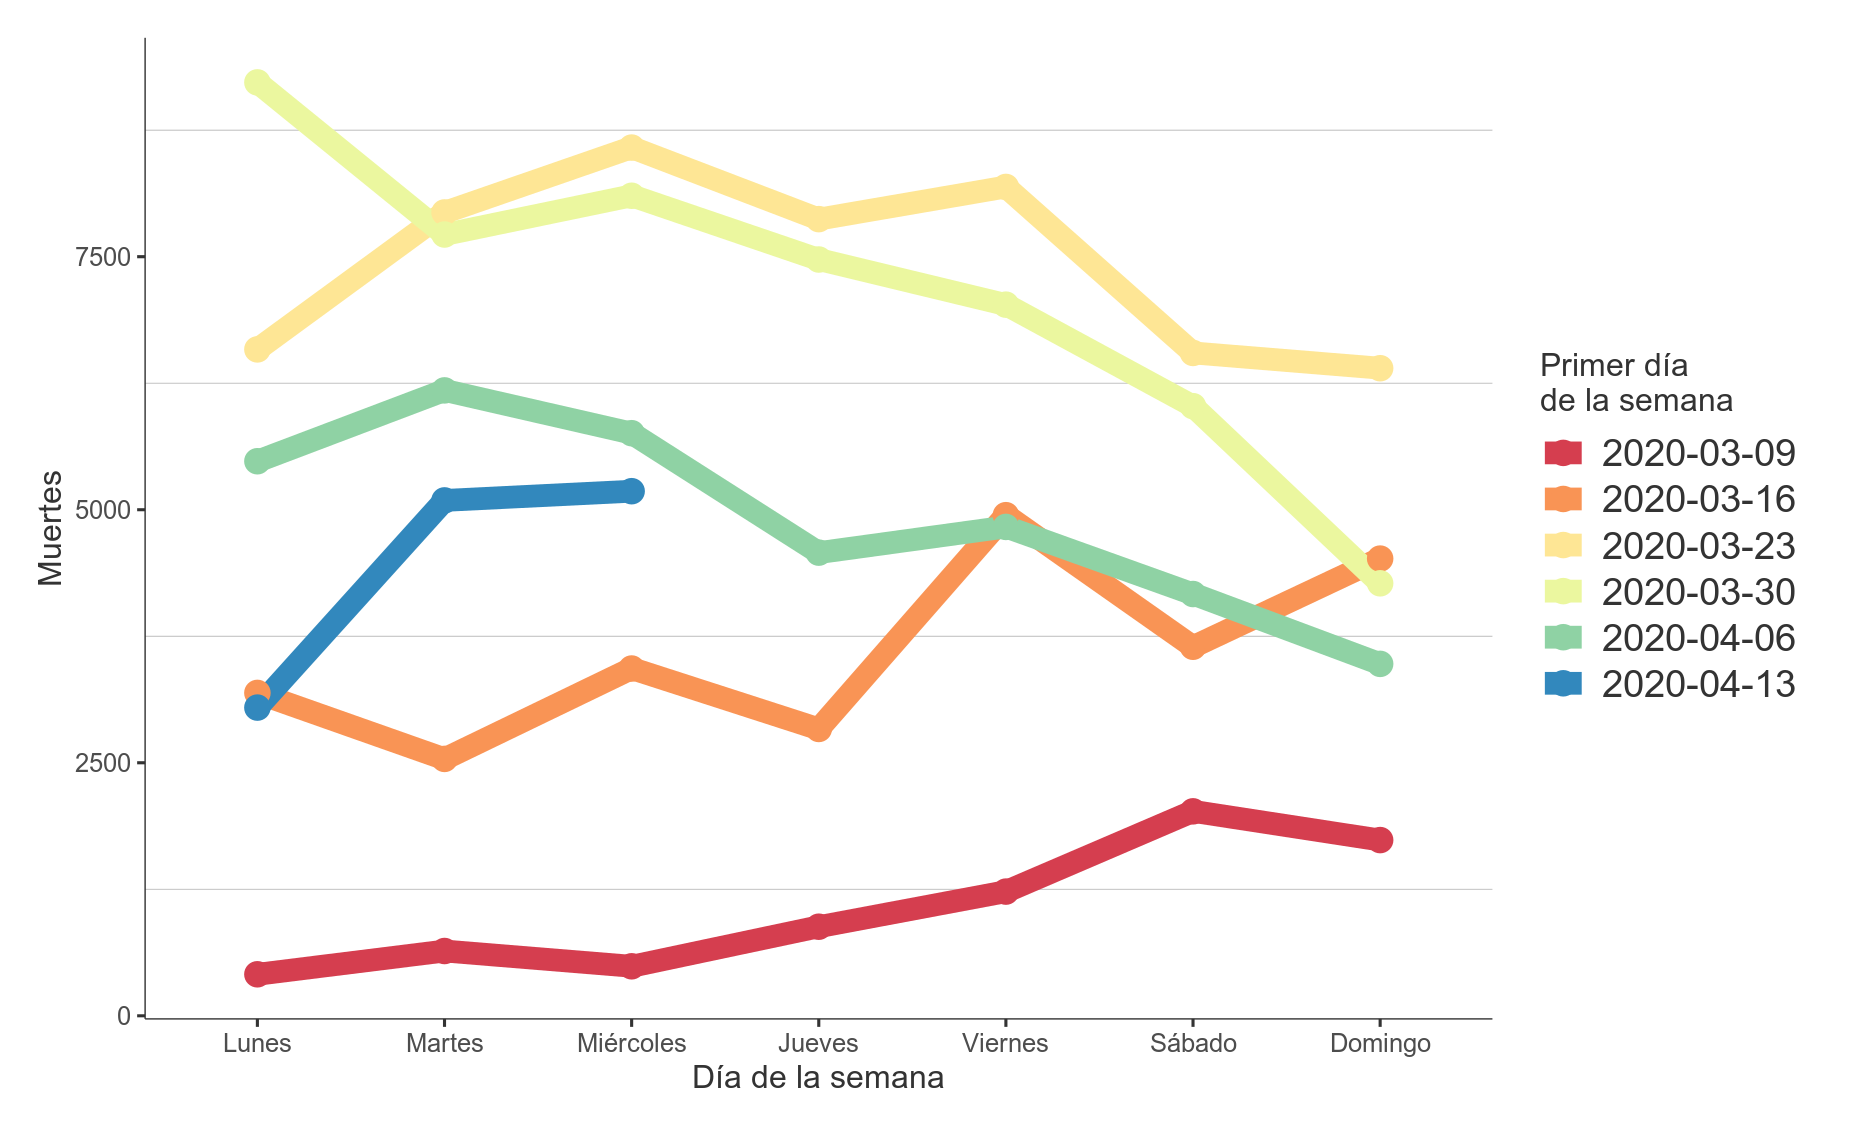 Muertes
7500
5000
2500
0
Lunes Martes Miércoles Jueves Viernes Sábado Domingo
Día de la semana
Primer día
de la semana
2020-03-09
2020-03-16
2020-03-23
2020-03-30
2020-04-06
2020-04-13